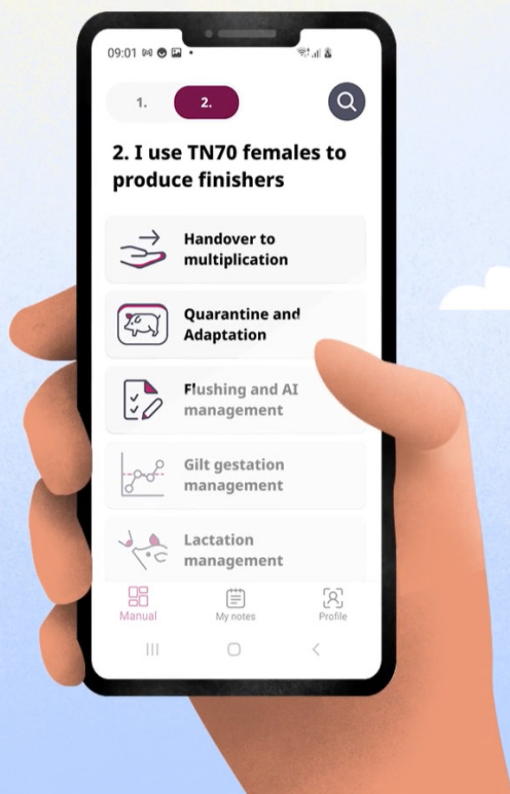 09:01
1.
2.
2. I use TN70 females to
produce finishers
Handover to
multiplication
Quarantine and
Adaptation
Flushing and AI
management
Gilt gestation
management
Lactation
management
Manual
My notes
Profile